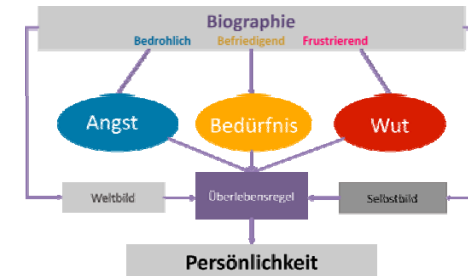 Biographie
Bedrohlich Befriedigend Frustrierend
Angst Bedürfnis Wut
Weltbild Überlebensregel Selbstbild
Persönlichkeit